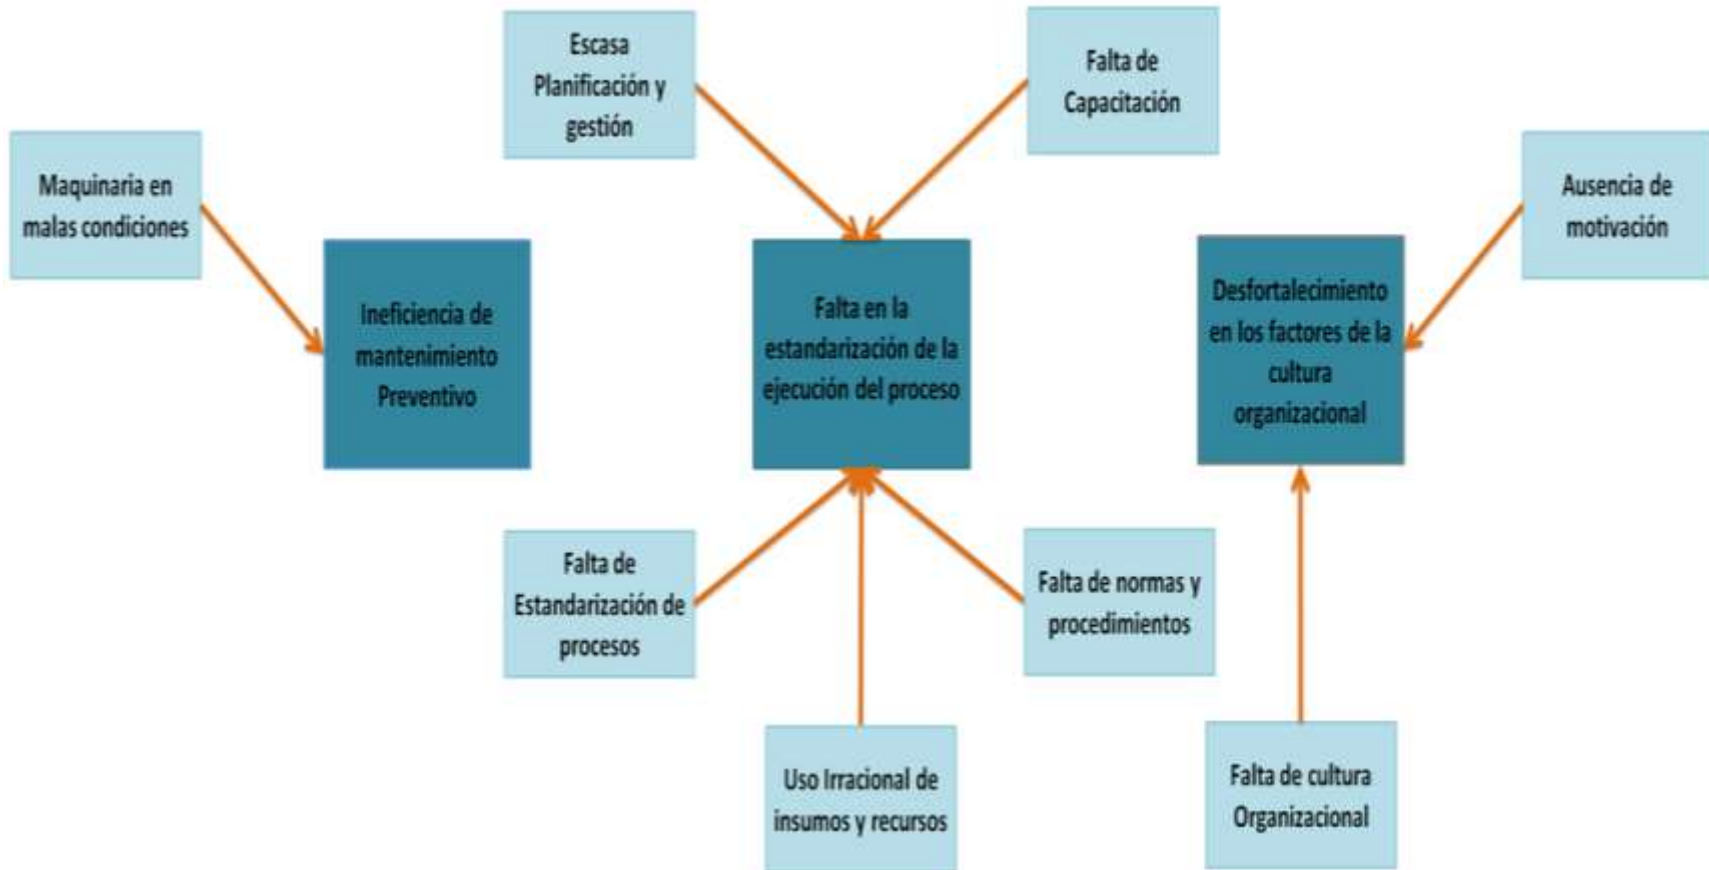 Escasa
Planificación y
gestión
Falta de
Capacitación
Maquinaria en
malas condiciones
Ausencia de
motivación
Ineficiencia de
mantenimiento
Preventivo
Falta en la
estandarización de la
ejecución del proceso
Desfortalecimiento
en los factores de la
cultura
organizacional
Falta de
Estandarización de
procesos
Falta de normas y
procedimientos
Uso Irracional de
insumos y recursos
Falta de cultura
Organizacional